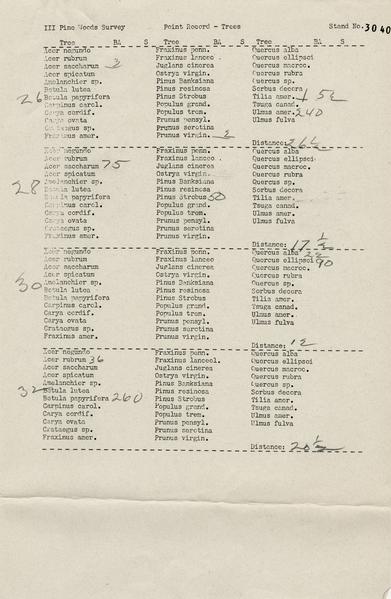 III Pine Woods Survey Point Record - Trees Stand No. 3040
Tree BA S Tree BA S Tree BA S
Acer negundo Fraxinus penn. Quercus alba
Acer rubrum Fraxinus lanceo Quercus ellipsci
Acer saccharum Juglans cinerea Quercus macroc.
Acer spicatum Ostrya virgin. Quercus rubra
Amelanchier sp. Pinus Banksiana Quercus sp.
Betula lutea Pinus resinosa Sorbus decora
26 Betula papyrifera Pinus Strobus Tilia amer.
Carpinus carol. Populus grand. Tsuga canad.
Carya cordif. Populus trem. Ulmus amer. 240
Carya ovata Prunus pensyl. Ulmus fulva
Crataegus sp. Prunus serotina
Fraxinus amer. Prunus virgin. Distance:
Acer negundo Fraxinus penn. Quercus alba
Acer rubrum Fraxinus lanceo Quercus ellipsci
Acer saccharum 75 Juglans cinerea Quercus macroc.
Acer spicatum Ostrya virgin. Quercus rubra
Amelanchier sp. Pinus Banksiana Quercus sp.
28 Betula lutea Pinus resinosa Sorbus decora
Betula papyrifera Pinus Strobus 50 Tilia amer.
Carpinus carol. Populus grand. Tsuga canad.
Carya cordif. Populus trem. Ulmus amer.
Carya ovata Prunus pensyl. Ulmus fulva
Crataegus sp. Prunus serotina
Fraxinus amer. Prunus virgin. Distance: 17 1/2
Acer negundo Fraxinus penn. Quercus alba
Acer rubrum Fraxinus lanceo Quercus ellipsci 90
Acer saccharum Juglans cinerea Quercus macroc.
Acer spicatum Ostrya virgin. Quercus rubra
30 Amelanchier sp. Pinus Banksiana Quercus sp.
Betula lutea Pinus resinosa Sorbus decora
Betula papyrifera Pinus Strobus Tilia amer.
Carpinus carol. Populus grand. Tsuga canad.
Carya cordif. Populus trem. Ulmus amer.
Carya ovata Prunus pensyl. Ulmus fulva
Crataegus sp. Prunus serotina
Fraxinus amer. Prunus virgin. Distance:
Acer negundo Fraxinus penn. Quercus alba
Acer rubrum 36 Fraxinus lanceol. Quercus ellipsci.
Acer saccharum Juglans cinerea Quercus macroc.
Acer spicatum Ostrya virgin. Quercus rubra
Amelanchier sp. Pinus Banksiana Quercus sp.
32 Betula lutea Pinus resinosa Sorbus decora
Betula papyrifera 260 Pinus Strobus Tilia amer.
Carpinus carol. Populus grand. Tsuga canad.
Carya cordif. Populus trem. Ulmus amer.
Carya ovata Prunus pensyl. Ulmus fulva
Crataegus sp. Prunus serotina
Fraxinus amer. Prunus virgin. Distance: 20 1/2